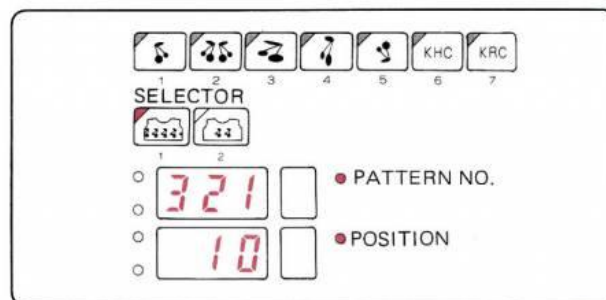 KHC KRC
1 2 3 4 5 6 7
SELECTOR
1 2
321 PATTERN NO.
10 POSITION